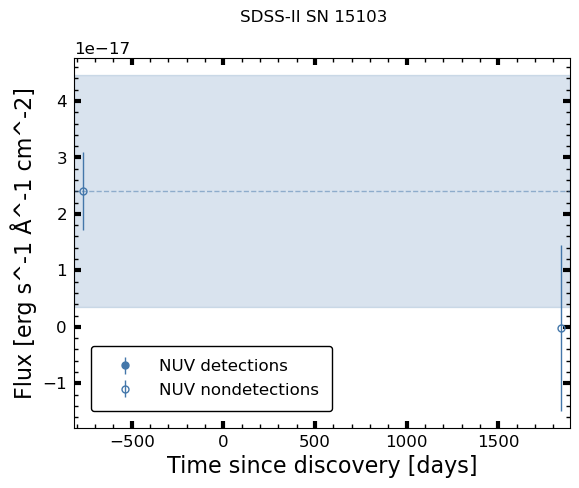 SDSS-II SN 15103
1e−17
Flux [erg s^-1 Å^-1 cm^-2]
4
3
2
1
0
−1
NUV detections
NUV nondetections
−500
0
500
1000
1500
Time since discovery [days]